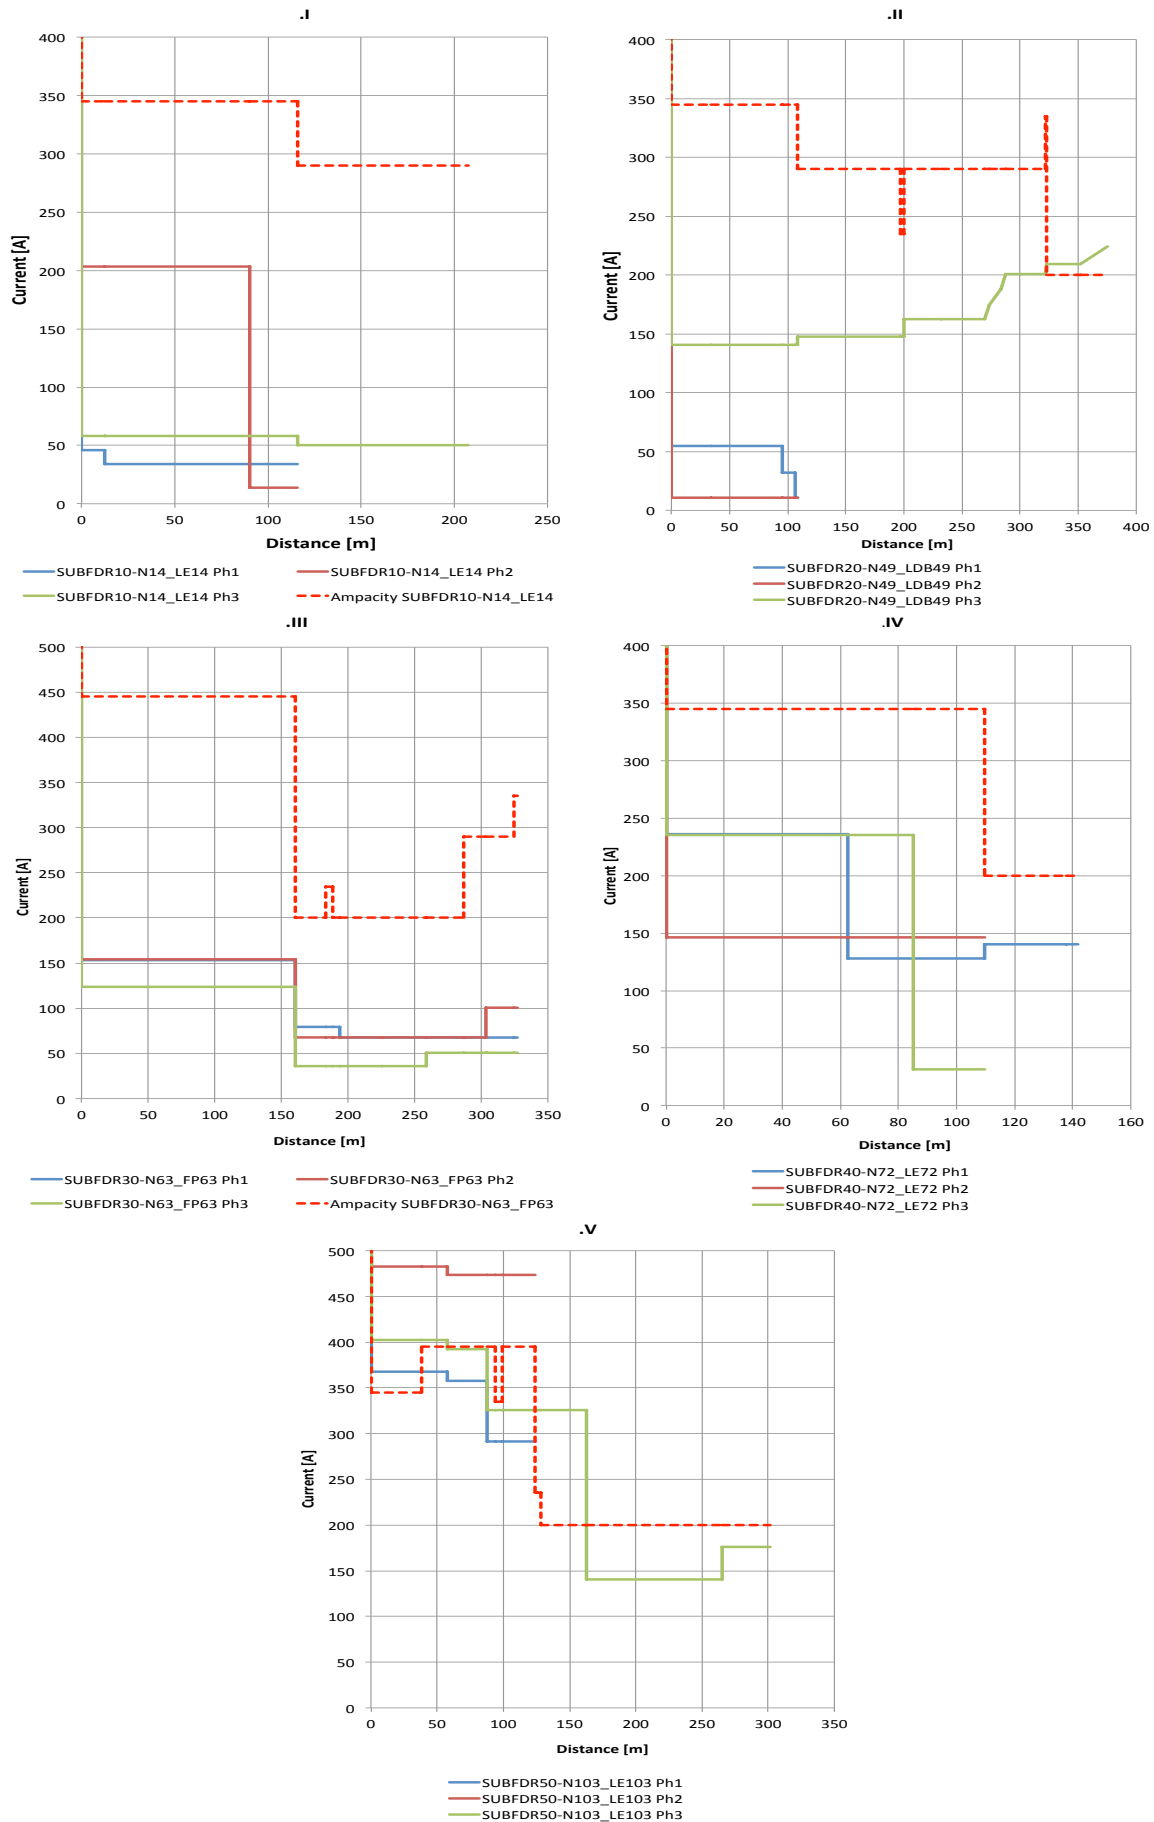 .I
Current [A]
400
350
300
250
200
150
100
50
0
0 50 100 150 200 250
Distance [m]
SUBFDR10-N14_LE14 Ph1 SUBFDR10-N14_LE14 Ph2
SUBFDR10-N14_LE14 Ph3 Ampacity SUBFDR10-N14_LE14
.II
Current [A]
400
350
300
250
200
150
100
50
0
0 50 100 150 200 250 300 350 400
Distance [m]
SUBFDR20-N49_LDB49 Ph1
SUBFDR20-N49_LDB49 Ph2
SUBFDR20-N49_LDB49 Ph3
.III
Current [A]
500
450
400
350
300
250
200
150
100
50
0
0 50 100 150 200 250 300 350
Distance [m]
SUBFDR30-N63_FP63 Ph1 SUBFDR30-N63_FP63 Ph2
SUBFDR30-N63_FP63 Ph3 Ampacity SUBFDR30-N63_FP63
.IV
Current [A]
400
350
300
250
200
150
100
50
0
0 20 40 60 80 100 120 140 160
Distance [m]
SUBFDR40-N72_LE72 Ph1
SUBFDR40-N72_LE72 Ph2
SUBFDR40-N72_LE72 Ph3
.V
Current [A]
500
450
400
350
300
250
200
150
100
50
0
0 50 100 150 200 250 300 350
Distance [m]
SUBFDR50-N103_LE103 Ph1
SUBFDR50-N103_LE103 Ph2
SUBFDR50-N103_LE103 Ph3